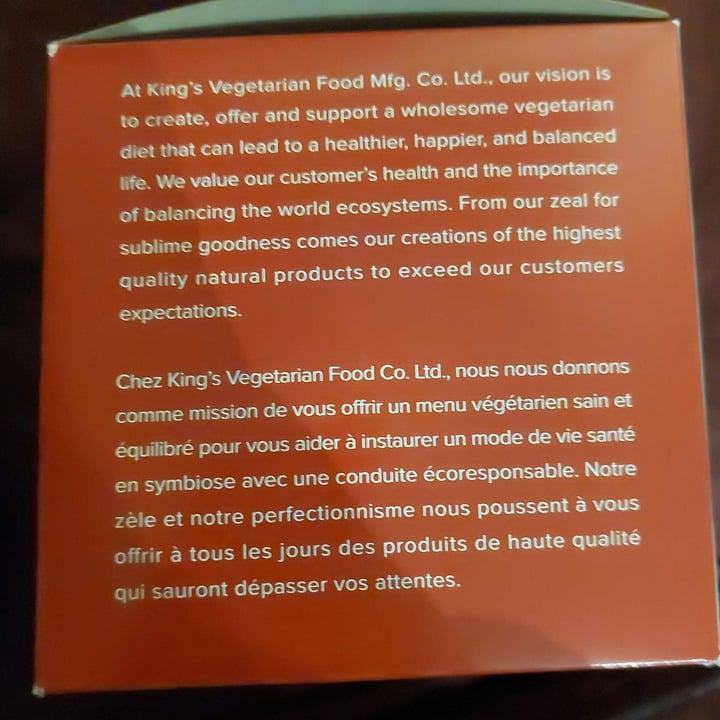 At King's Vegetarian Food Mfg. Co. Ltd., our vision is
to create, offer and support a wholesome vegetarian
diet that can lead to a healthier, happier, and balanced
life. We value our customer's health and the importance
of balancing the world ecosystems. From our zeal for
sublime goodness comes our creations of the highest
quality natural products to exceed our customers
expectations.
Chez King's Vegetarian Food Co. Ltd., nous nous donnons
comme mission de vous offrir un menu végétarien sain et
équilibré pour vous aider à instaurer un mode de vie santé
en symbiose avec une conduite écoresponsable. Notre
zèle et notre perfectionnisme nous poussent à vous
offrir à tous les jours des produits de haute qualité
qui sauront dépasser vos attentes.